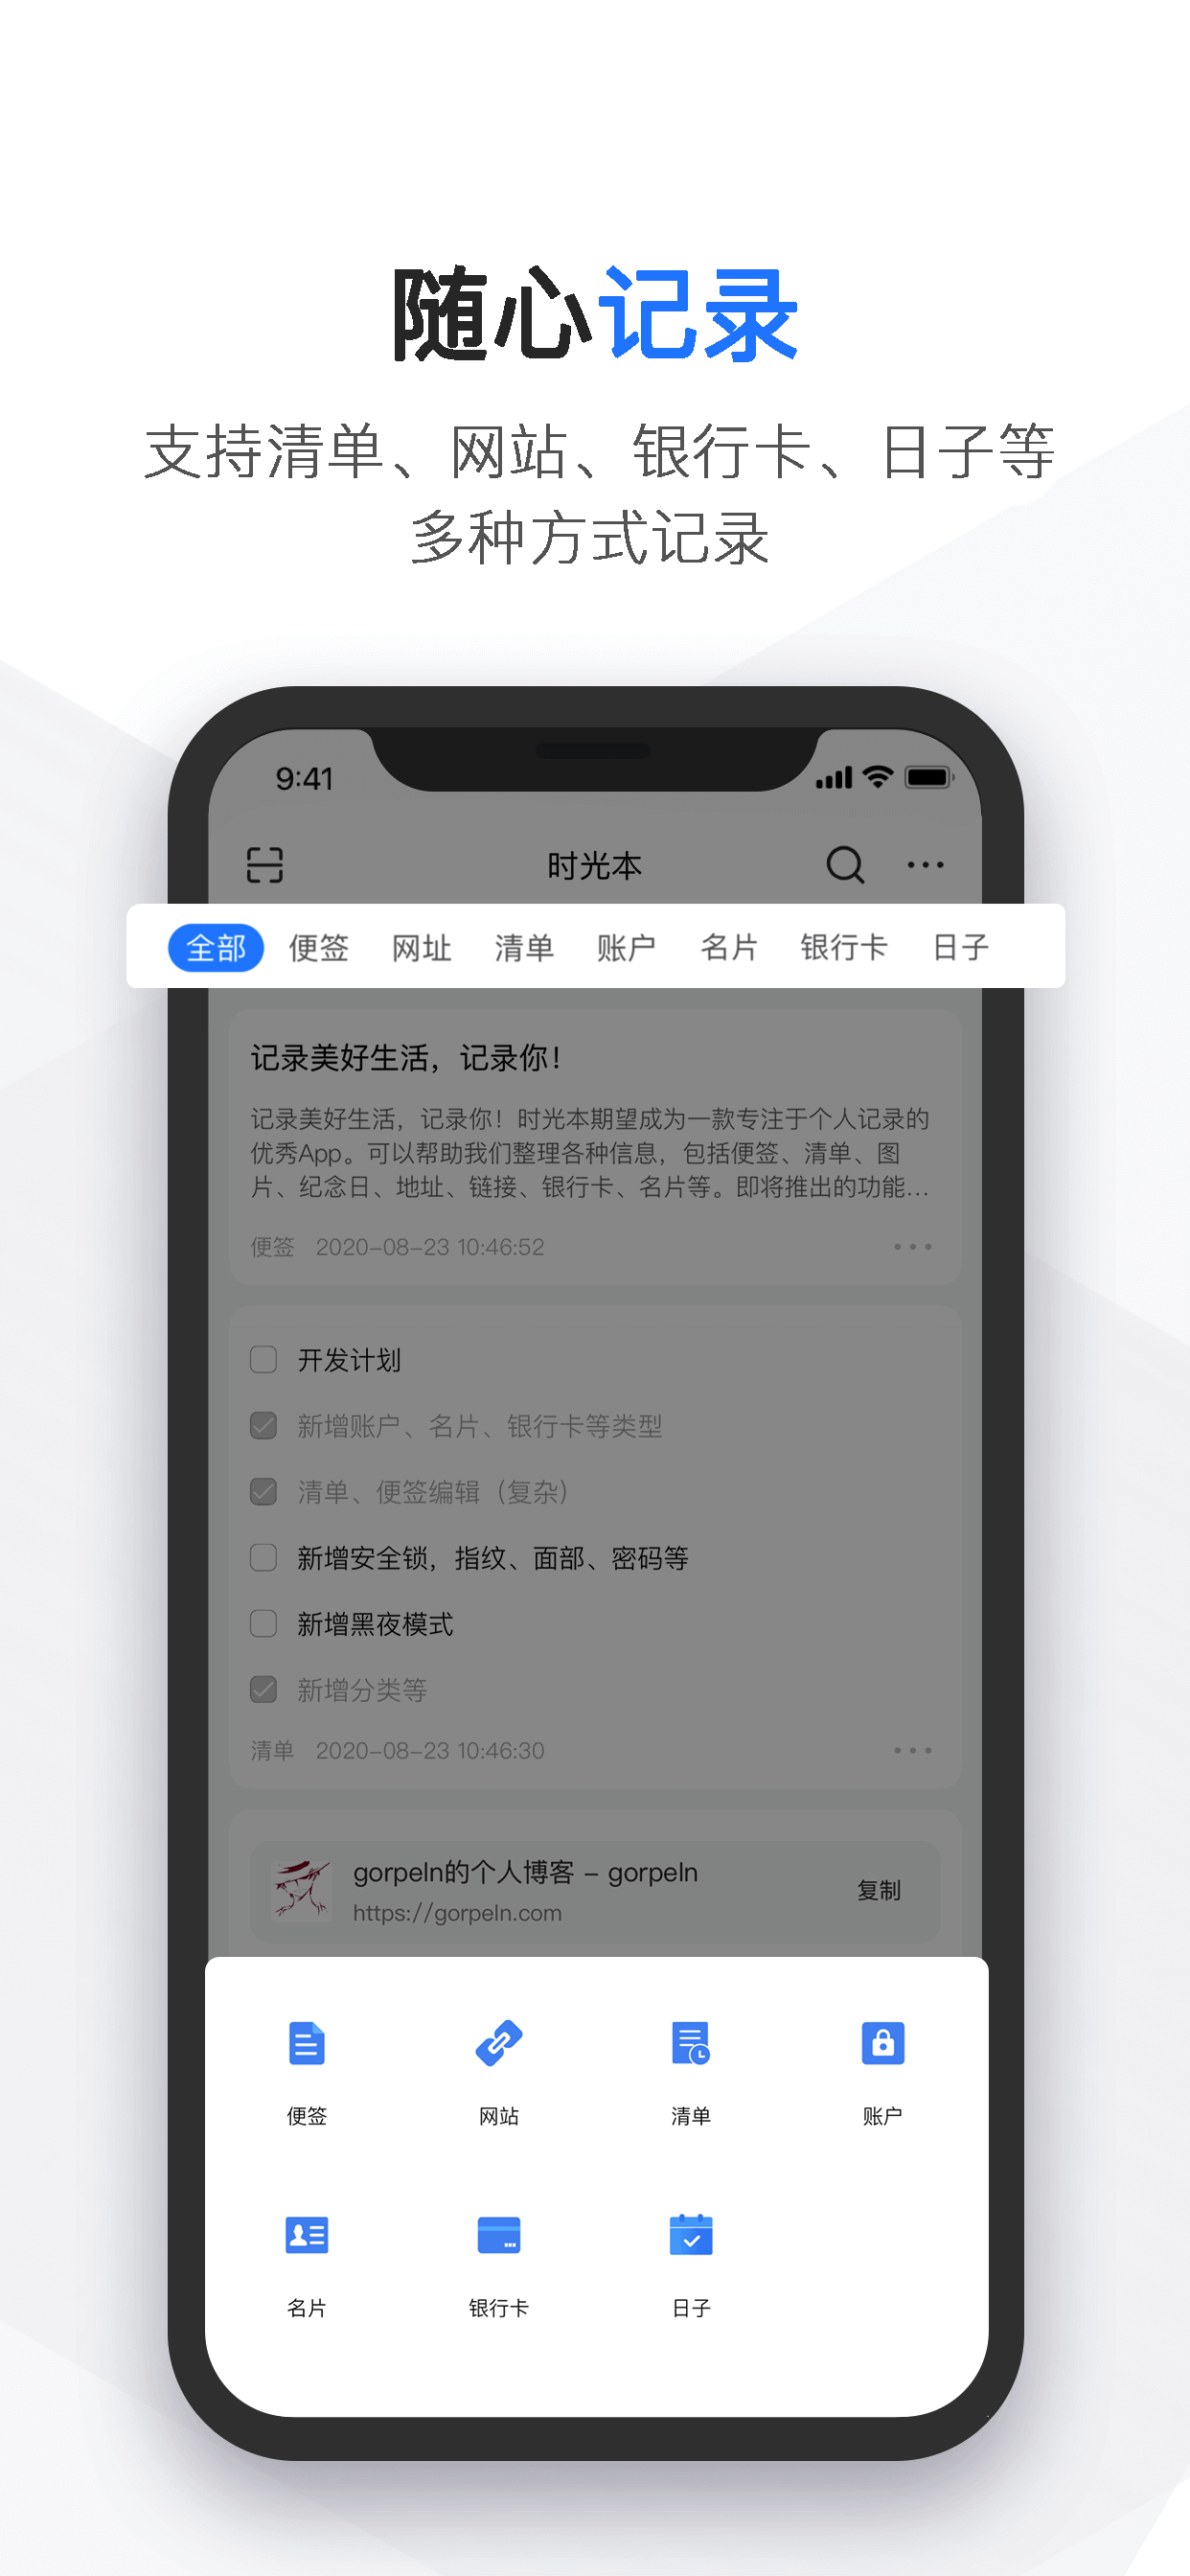 随心记录
支持清单、网站、银行卡、日子等
多种方式记录
9:41
时光本
全部 便签 网址 清单 账户 名片 银行卡 日子
记录美好生活，记录你！
记录美好生活，记录你！时光本期望成为一款专注于个人记录的
优秀App。可以帮助我们整理各种信息，包括便签、清单、图
片、纪念日、地址、链接、银行卡、名片等。即将推出的功能...
便签 2020-08-23 10:46:52
开发计划
新增账户、名片、银行卡等类型
清单、便签编辑（复杂）
新增安全锁，指纹、面部、密码等
新增黑夜模式
新增分类等
清单 2020-08-23 10:46:30
gorpeln的个人博客 - gorpeln
https://gorpeln.com
复制
便签 网站 清单 账户
名片 银行卡 日子